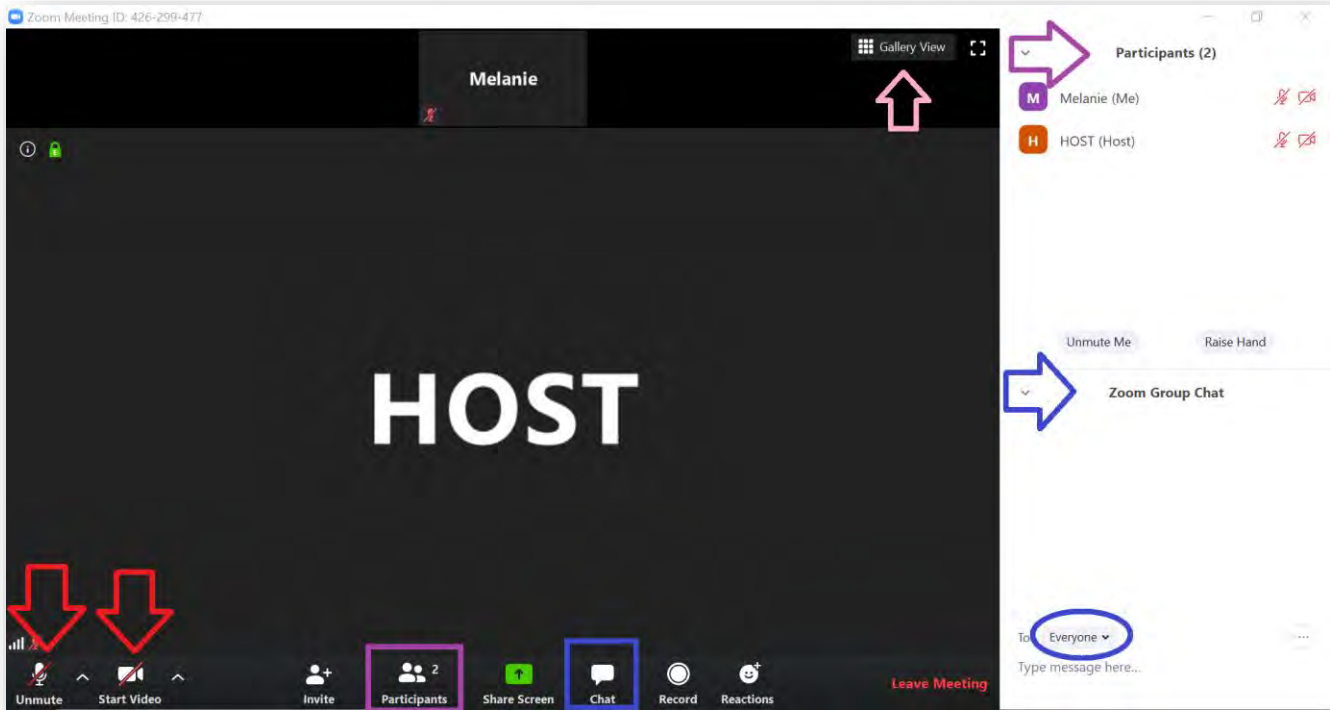 Zoom Meeting ID: 426-299-477
Melanie
Gallery View
Participants (2)
M Melanie (Me)
H HOST (Host)
HOST
Unmute Me Raise Hand
Zoom Group Chat
To Everyone
Type message here...
Unmute
Start Video
Invite
Participants 2
Share Screen
Chat
Record
Reactions
Leave Meeting